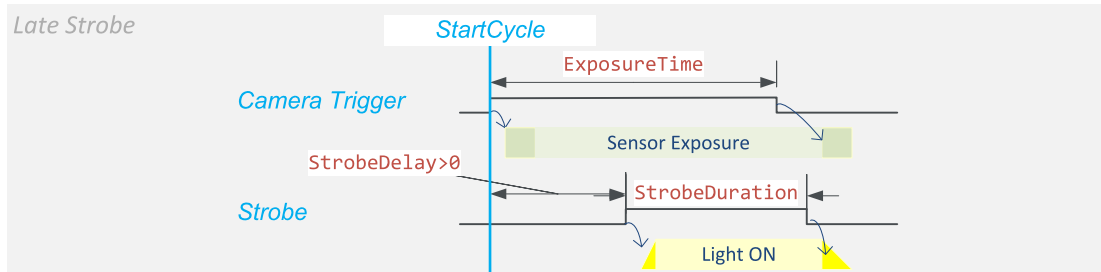 Late Strobe
StartCycle
ExposureTime
Camera Trigger
Sensor Exposure
StrobeDelay>0
StrobeDuration
Strobe
Light ON